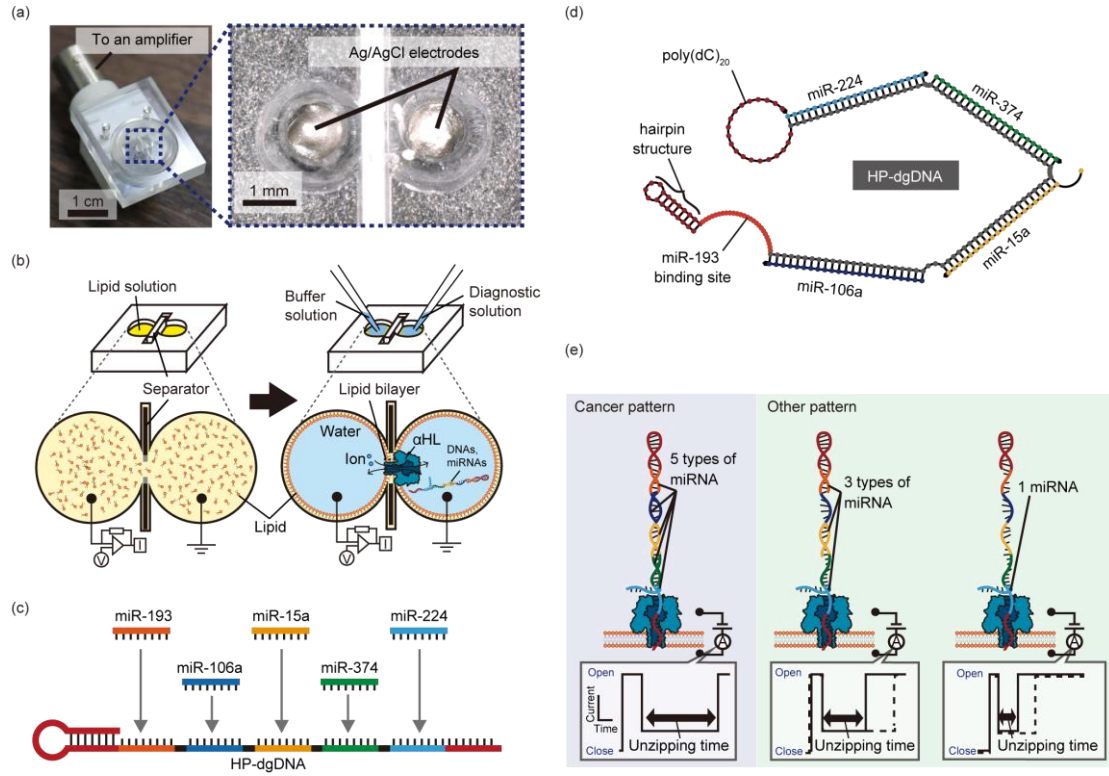 (a)
To an amplifier
1 cm
Ag/AgCl electrodes
1 mm
(b)
Lipid solution
Separator
Buffer
solution
Diagnostic
solution
Lipid bilayer
Water
αHL
Ion
DNAs,
miRNAs
Lipid
V
I
V
I
(c)
miR-193
miR-15a
miR-224
miR-106a
miR-374
HP-dgDNA
(d)
poly(dC)20
miR-224
miR-374
hairpin
structure
HP-dgDNA
miR-15a
miR-193
binding site
miR-106a
(e)
Cancer pattern
Other pattern
5 types of
miRNA
3 types of
miRNA
1 miRNA
A
A
A
Open
Current
Time
Unzipping time
Close
Open
Unzipping time
Close
Open
Unzipping time
Close